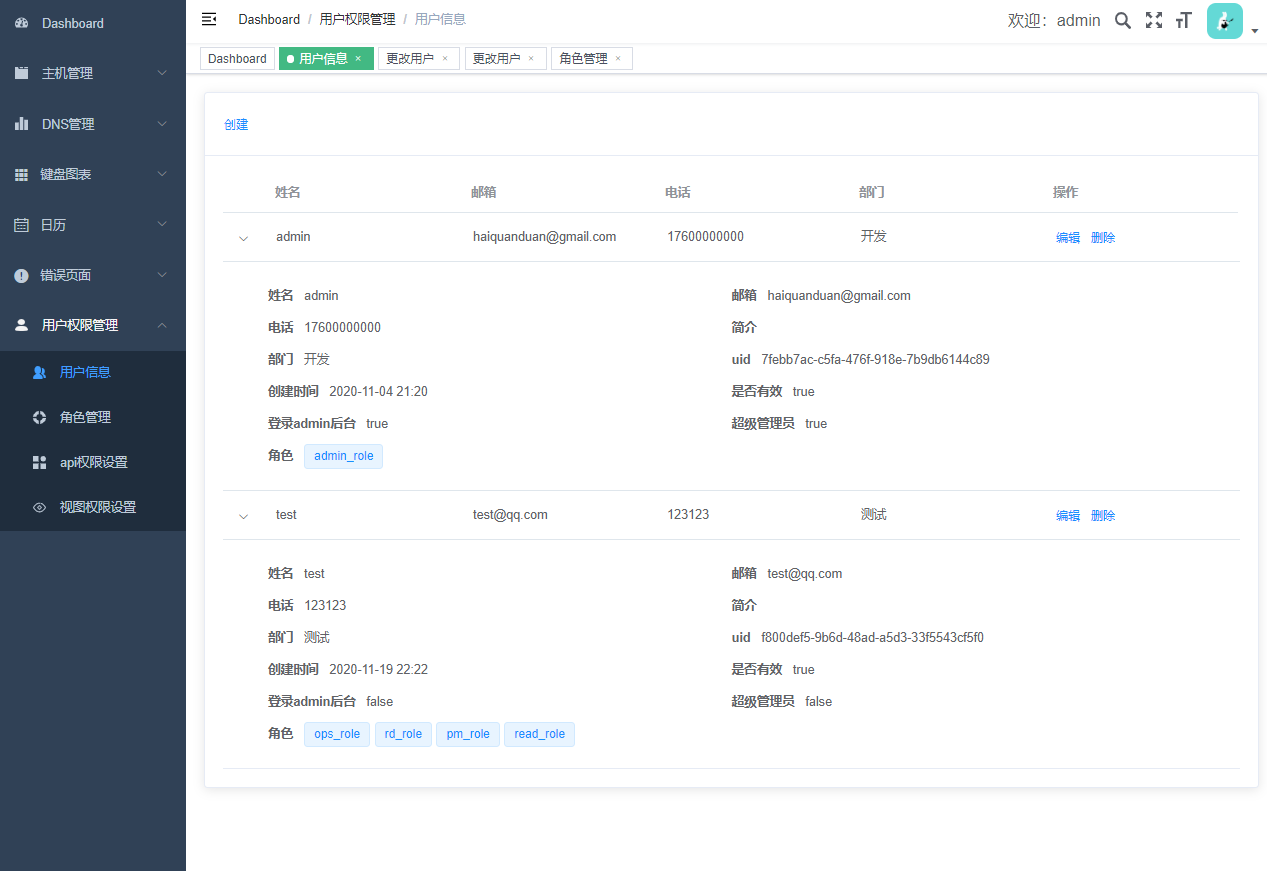 Dashboard
主机管理
DNS管理
键盘图表
日历
错误页面
用户权限管理
用户信息
角色管理
api权限设置
视图权限设置
Dashboard / 用户权限管理 / 用户信息
欢迎：admin
Dashboard 用户信息 × 更改用户 × 更改用户 × 角色管理 ×
创建
姓名 邮箱 电话 部门 操作
admin haiquanduan@gmail.com 17600000000 开发 编辑 删除
姓名 admin 邮箱 haiquanduan@gmail.com
电话 17600000000 简介
部门 开发 uid 7febb7ac-c5fa-476f-918e-7b9db6144c89
创建时间 2020-11-04 21:20 是否有效 true
登录admin后台 true 超级管理员 true
角色 admin_role
test test@qq.com 123123 测试 编辑 删除
姓名 test 邮箱 test@qq.com
电话 123123 简介
部门 测试 uid f800def5-9b6d-48ad-a5d3-33f5543cf5f0
创建时间 2020-11-19 22:22 是否有效 true
登录admin后台 false 超级管理员 false
角色 ops_role rd_role pm_role read_role